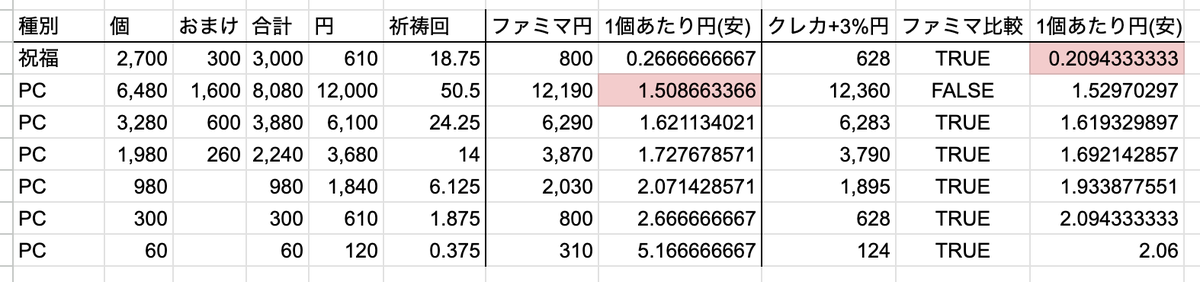 種別 個 おまけ 合計 円 祈祷回 ファミマ円 1個あたり円(安) クレカ+3%円 ファミマ比較 1個あたり円(安)
祝福 2,700 300 3,000 610 18.75 800 0.2666666667 628 TRUE 0.2094333333
PC 6,480 1,600 8,080 12,000 50.5 12,190 1.508663366 12,360 FALSE 1.52970297
PC 3,280 600 3,880 6,100 24.25 6,290 1.621134021 6,283 TRUE 1.619329897
PC 1,980 260 2,240 3,680 14 3,870 1.727678571 3,790 TRUE 1.692142857
PC 980 980 1,840 6.125 2,030 2.071428571 1,895 TRUE 1.933877551
PC 300 300 610 1.875 800 2.666666667 628 TRUE 2.094333333
PC 60 60 120 0.375 310 5.166666667 124 TRUE 2.06